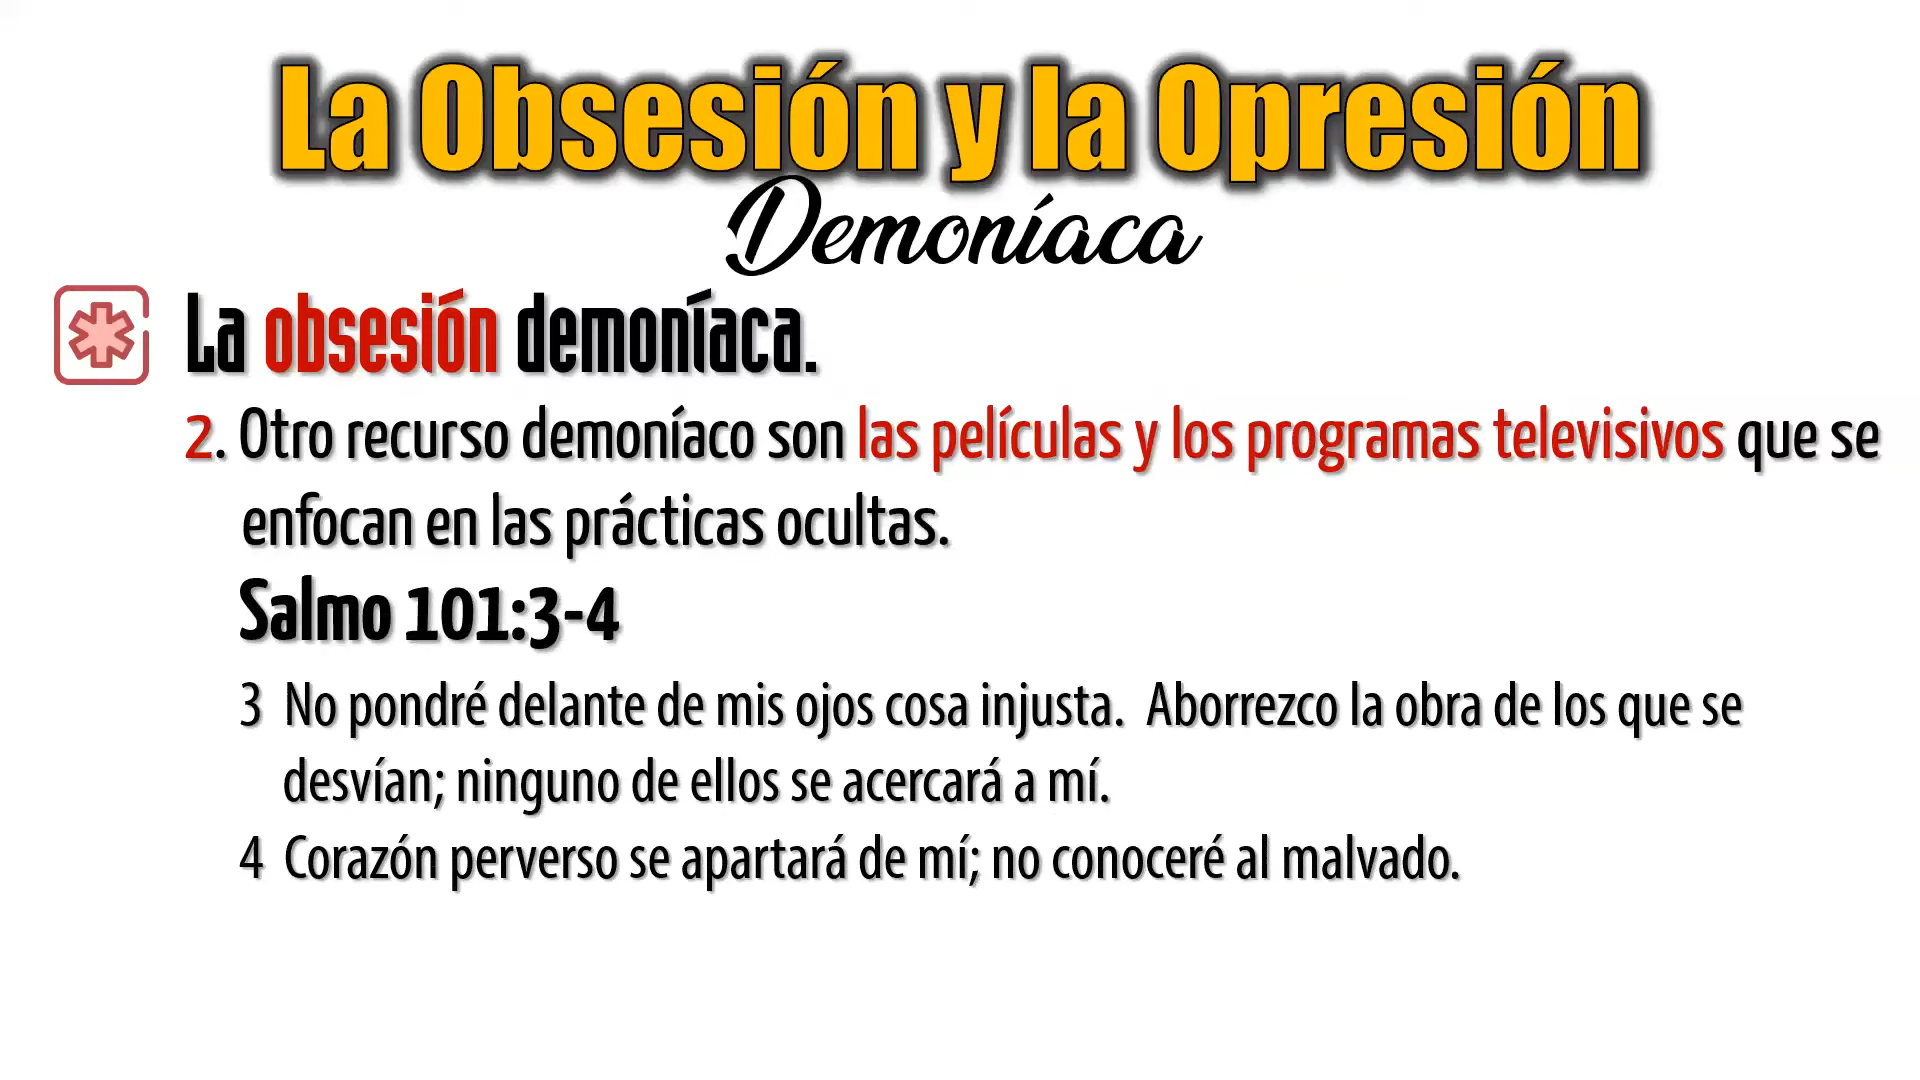 La Obsesión y la Opresión
Demoníaca
La obsesión demoníaca.
2. Otro recurso demoníaco son las películas y los programas televisivos que se
enfocan en las prácticas ocultas.
Salmo 101:3-4
3 No pondré delante de mis ojos cosa injusta. Aborrezco la obra de los que se
desvían; ninguno de ellos se acercará a mí.
4 Corazón perverso se apartará de mí; no conoceré al malvado.